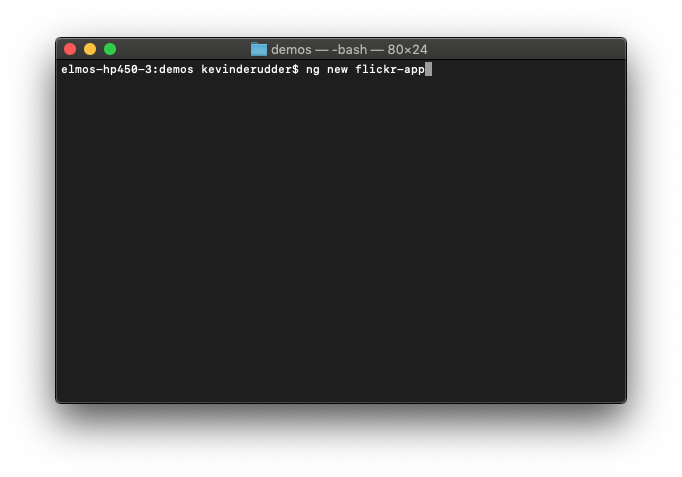 demos — -bash — 80×24
elmos-hp450-3:demos kevinderudder$ ng new flickr-app